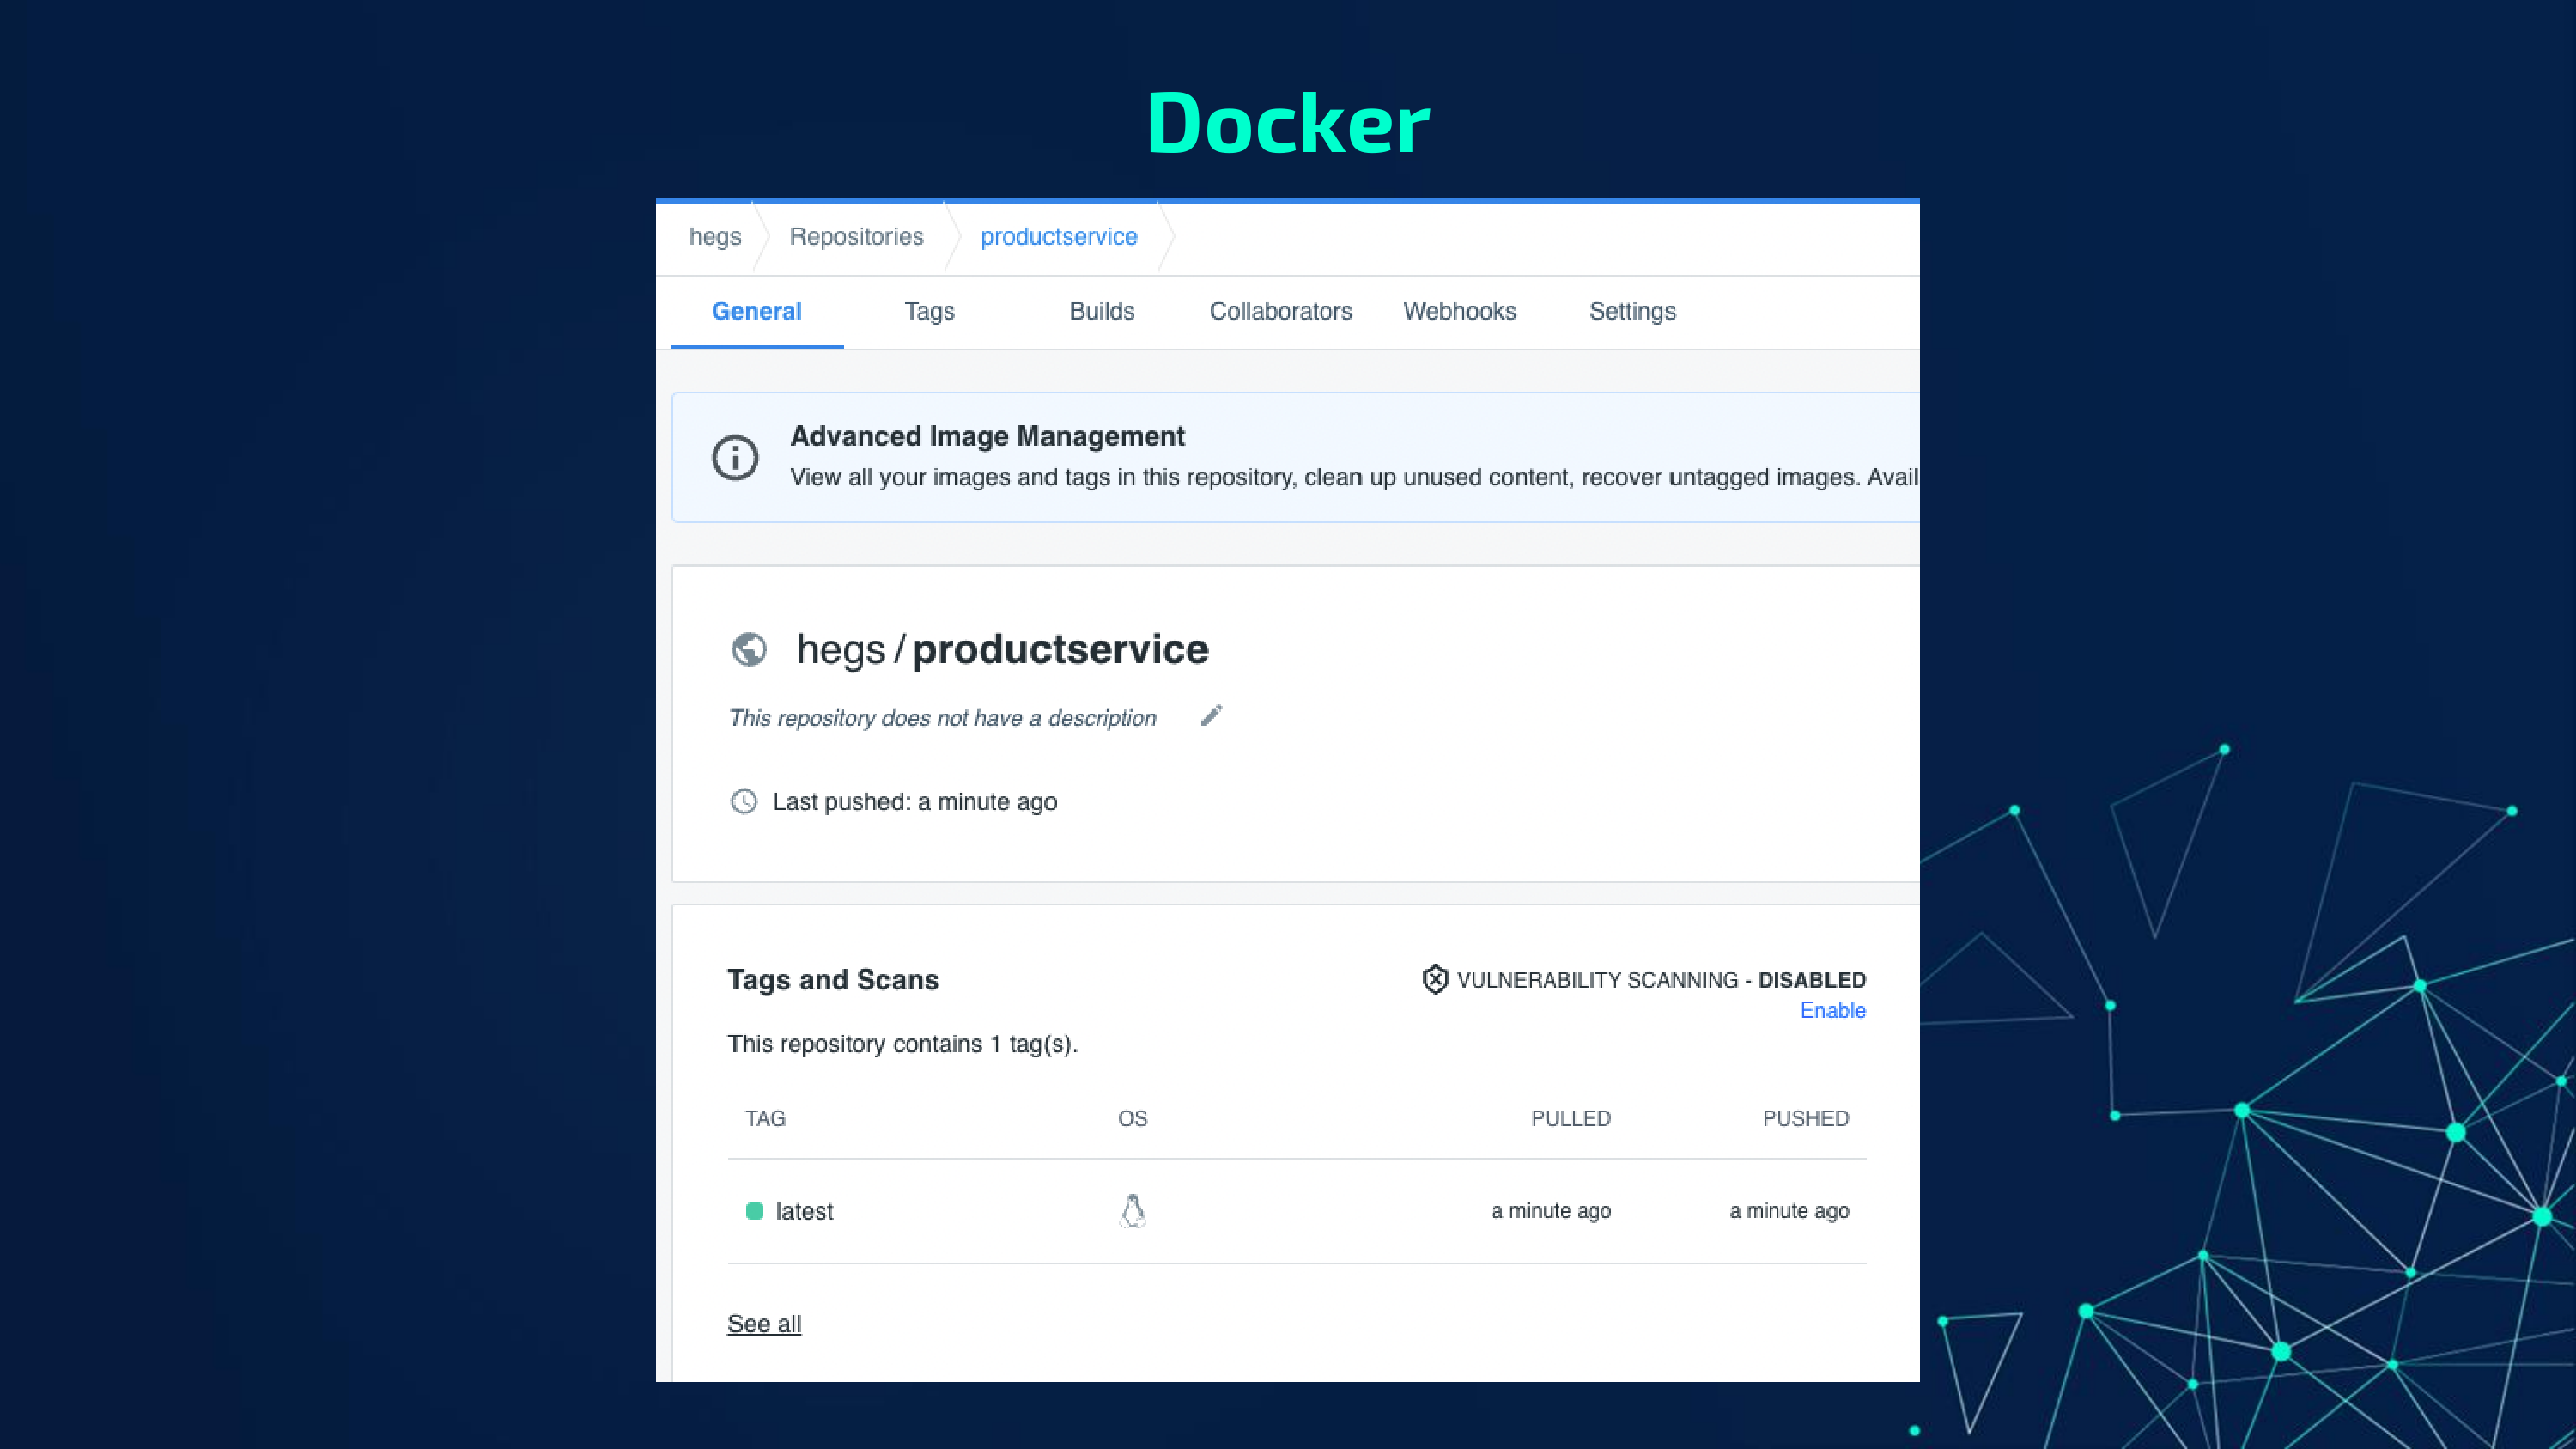 Docker
hegs Repositories productservice
General Tags Builds Collaborators Webhooks Settings
Advanced Image Management
View all your images and tags in this repository, clean up unused content, recover untagged images. Avail
hegs / productservice
This repository does not have a description
Last pushed: a minute ago
Tags and Scans
VULNERABILITY SCANNING - DISABLED
Enable
This repository contains 1 tag(s).
TAG OS PULLED PUSHED
latest a minute ago a minute ago
See all